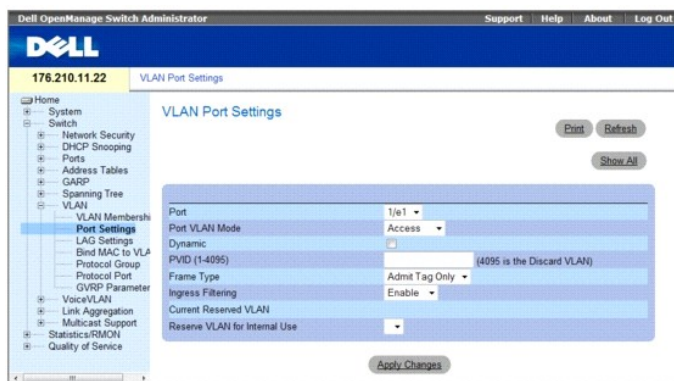 Dell OpenManage Switch Administrator Support Help About Log Out
DELL
176.210.11.22 VLAN Port Settings
Home
System
Switch
Network Security
DHCP Snooping
Ports
Address Tables
GARP
Spanning Tree
VLAN
VLAN Membershi
Port Settings
LAG Settings
Bind MAC to VLA
Protocol Group
Protocol Port
GVRP Parameter
VoiceVLAN
Link Aggregation
Multicast Support
Statistics/RMON
Quality of Service
VLAN Port Settings
Print Refresh
Show All
Port 1/e1
Port VLAN Mode Access
Dynamic
PVID (1-4095) (4095 is the Discard VLAN)
Frame Type Admit Tag Only
Ingress Filtering Enable
Current Reserved VLAN
Reserve VLAN for Internal Use
Apply Changes